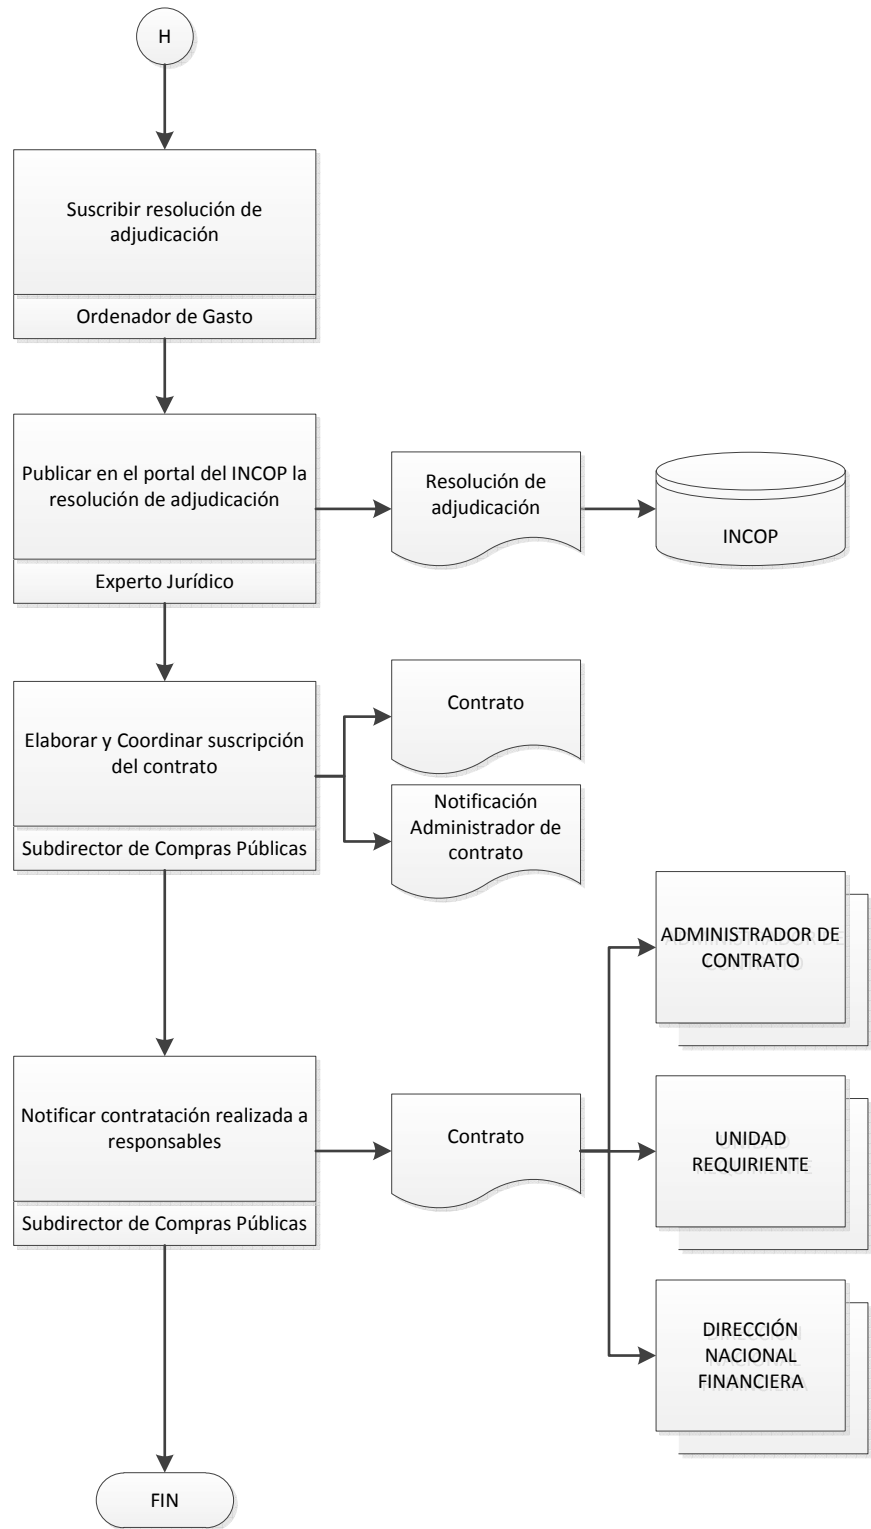 H
Suscribir resolución de
adjudicación
Ordenador de Gasto
Publicar en el portal del INCOP la
resolución de adjudicación
Experto Jurídico
Resolución de
adjudicación
INCOP
Elaborar y Coordinar suscripción
del contrato
Subdirector de Compras Públicas
Contrato
Notificación
Administrador de
contrato
Notificar contratación realizada a
responsables
Subdirector de Compras Públicas
Contrato
ADMINISTRADOR DE
CONTRATO
UNIDAD
REQUIRIENTE
DIRECCIÓN
NACIONAL
FINANCIERA
FIN